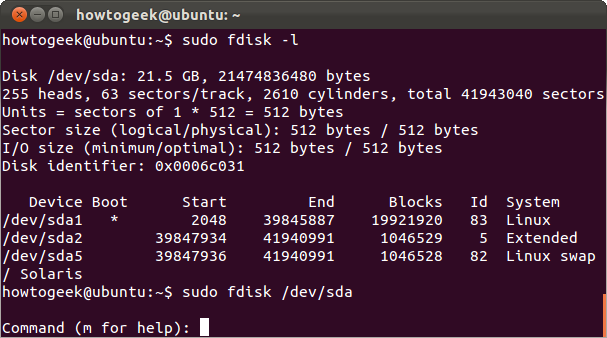 howtogeek@ubuntu: ~
howtogeek@ubuntu:~$ sudo fdisk -l
Disk /dev/sda: 21.5 GB, 21474836480 bytes
255 heads, 63 sectors/track, 2610 cylinders, total 41943040 sectors
Units = sectors of 1 * 512 = 512 bytes
Sector size (logical/physical): 512 bytes / 512 bytes
I/O size (minimum/optimal): 512 bytes / 512 bytes
Disk identifier: 0x0006c031
Device Boot Start End Blocks Id System
/dev/sda1 * 2048 39845887 19921920 83 Linux
/dev/sda2 39847934 41940991 1046529 5 Extended
/dev/sda5 39847936 41940991 1046528 82 Linux swap
/ Solaris
howtogeek@ubuntu:~$ sudo fdisk /dev/sda
Command (m for help):